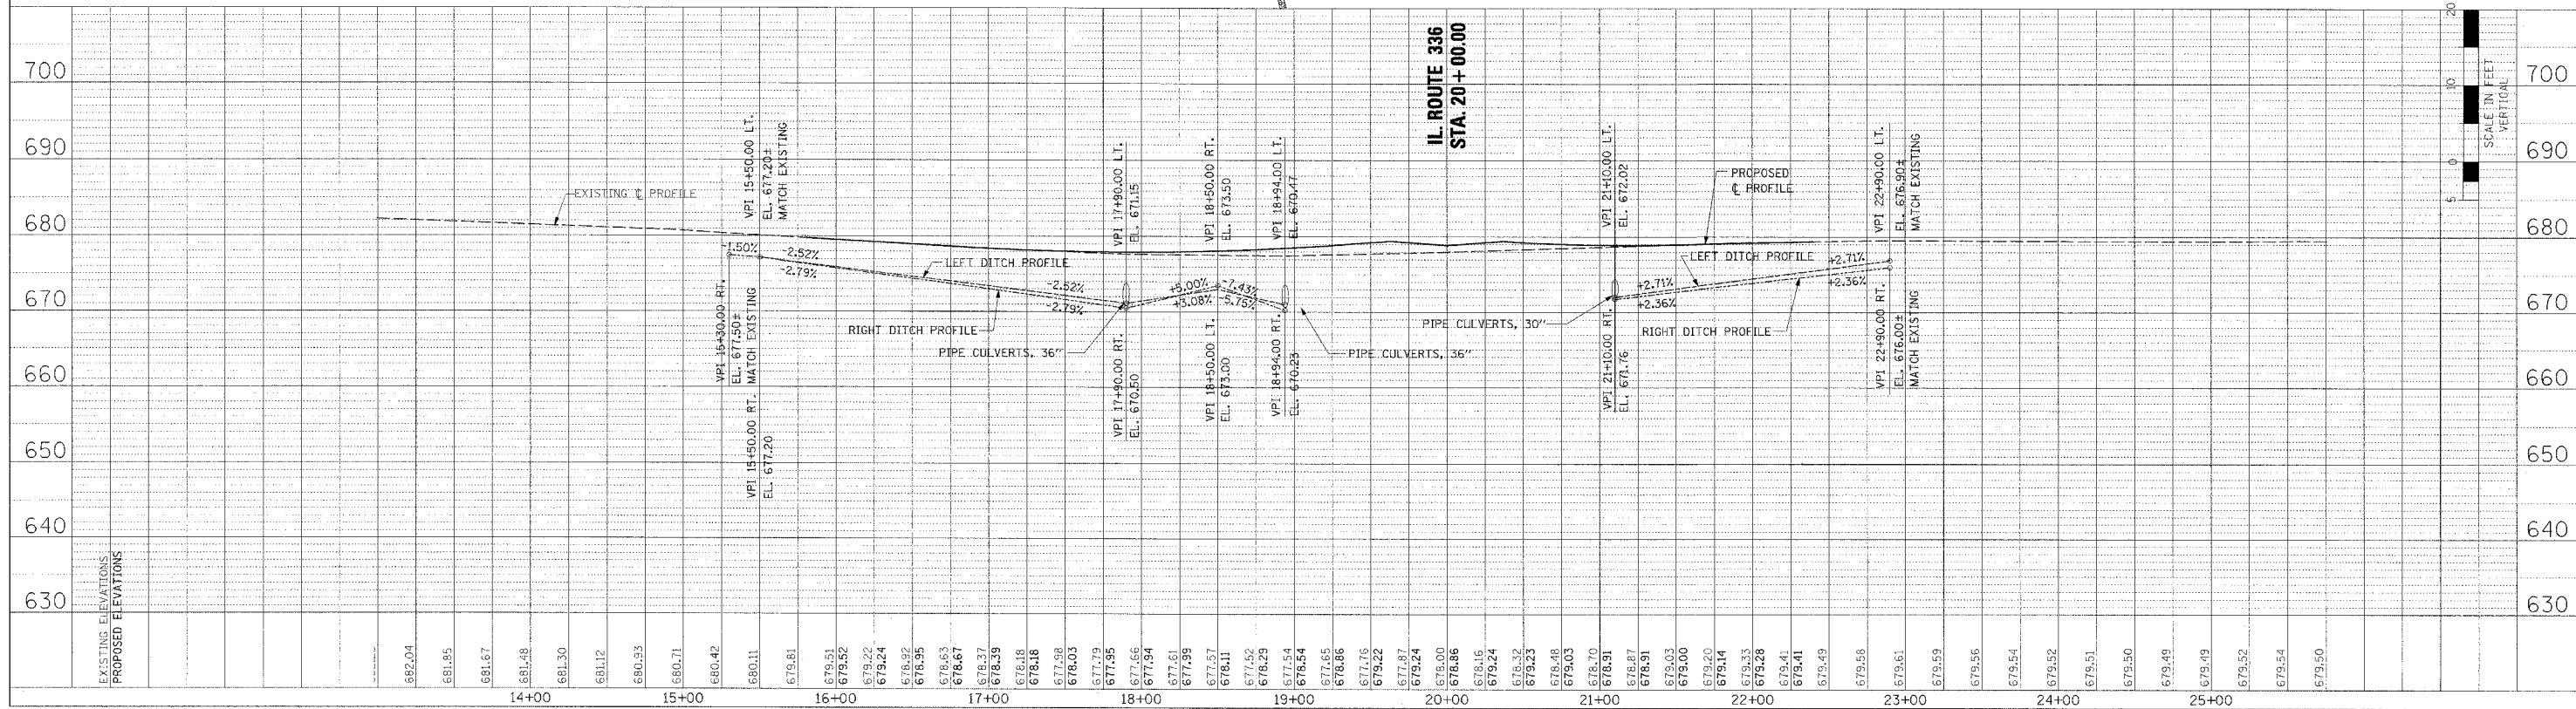 700
690
680
670
660
650
640
630
EXISTING ELEVATIONS
PROPOSED ELEVATIONS
EXISTING ℄ PROFILE
VPI 15+50.00 LT.
EL. 677.20±
MATCH EXISTING
-1.50%
-2.52%
-2.79%
VPI 15+30.00 RT.
EL. 677.50±
MATCH EXISTING
VPI 15+50.00 RT.
EL. 677.20
LEFT DITCH PROFILE
RIGHT DITCH PROFILE
-2.52%
-2.79%
PIPE CULVERTS, 36"
VPI 17+90.00 LT.
EL. 671.15
VPI 17+90.00 RT.
EL. 670.50
+5.00%
+3.08%
VPI 18+50.00 RT.
EL. 673.50
VPI 18+50.00 LT.
EL. 673.00
-7.43%
-5.75%
VPI 18+94.00 LT.
EL. 670.47
VPI 18+94.00 RT.
EL. 670.23
PIPE CULVERTS, 36"
IL. ROUTE 336
STA. 20+00.00
PIPE CULVERTS, 30"
VPI 21+10.00 LT.
EL. 672.02
VPI 21+10.00 RT.
EL. 671.76
+2.71%
+2.36%
PROPOSED
℄ PROFILE
LEFT DITCH PROFILE
RIGHT DITCH PROFILE
+2.71%
+2.36%
VPI 22+90.00 LT.
EL. 676.90±
MATCH EXISTING
VPI 22+90.00 RT.
EL. 676.00±
MATCH EXISTING
20
10
0
5
SCALE IN FEET
VERTICAL
700
690
680
670
660
650
640
630
682.04
681.85
681.67
681.48
681.30
681.12
680.93
680.71
680.42
680.11
679.81
679.51
679.52
679.22
679.24
678.92
678.95
678.63
678.67
678.37
678.39
678.18
678.18
677.98
678.03
677.79
677.95
677.66
677.94
677.61
677.99
677.57
678.11
677.52
678.29
677.54
678.54
677.65
678.86
677.76
679.22
677.87
679.24
678.00
678.86
678.16
679.24
678.32
679.23
678.48
679.03
678.70
678.91
678.87
678.91
679.03
679.00
679.20
679.14
679.33
679.28
679.41
679.41
679.49
679.58
679.61
679.59
679.56
679.54
679.52
679.51
679.50
679.49
679.49
679.52
679.54
679.50
14+00
15+00
16+00
17+00
18+00
19+00
20+00
21+00
22+00
23+00
24+00
25+00